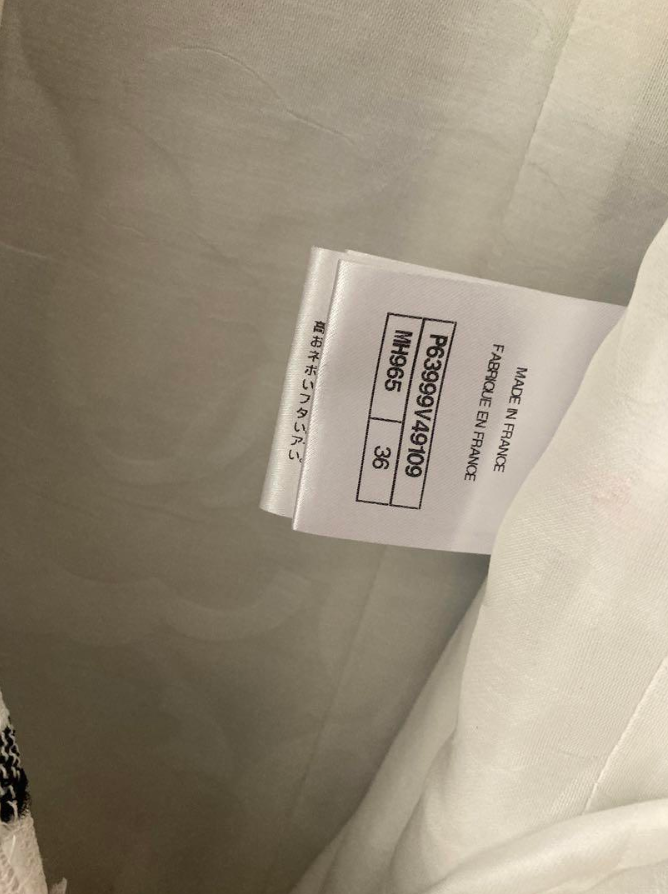 MADE IN FRANCE
FABRIQUE EN FRANCE
P63999V49109
MH965 36